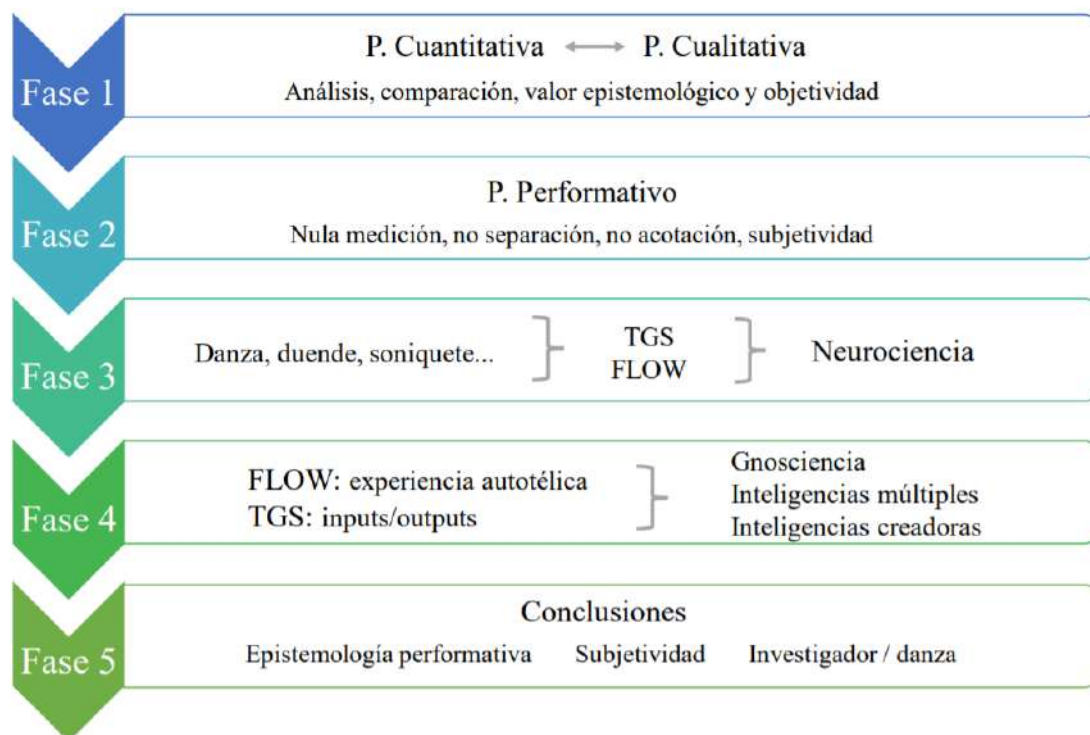 Fase 1
P. Cuantitativa P. Cualitativa
Análisis, comparación, valor epistemológico y objetividad
Fase 2
P. Performativo
Nula medición, no separación, no acotación, subjetividad
Fase 3
Danza, duende, soniquete...
TGS
FLOW
Neurociencia
Fase 4
FLOW: experiencia autotélica
TGS: inputs/outputs
Gnosciencia
Inteligencias múltiples
Inteligencias creadoras
Fase 5
Conclusiones
Epistemología performativa Subjetividad Investigador / danza